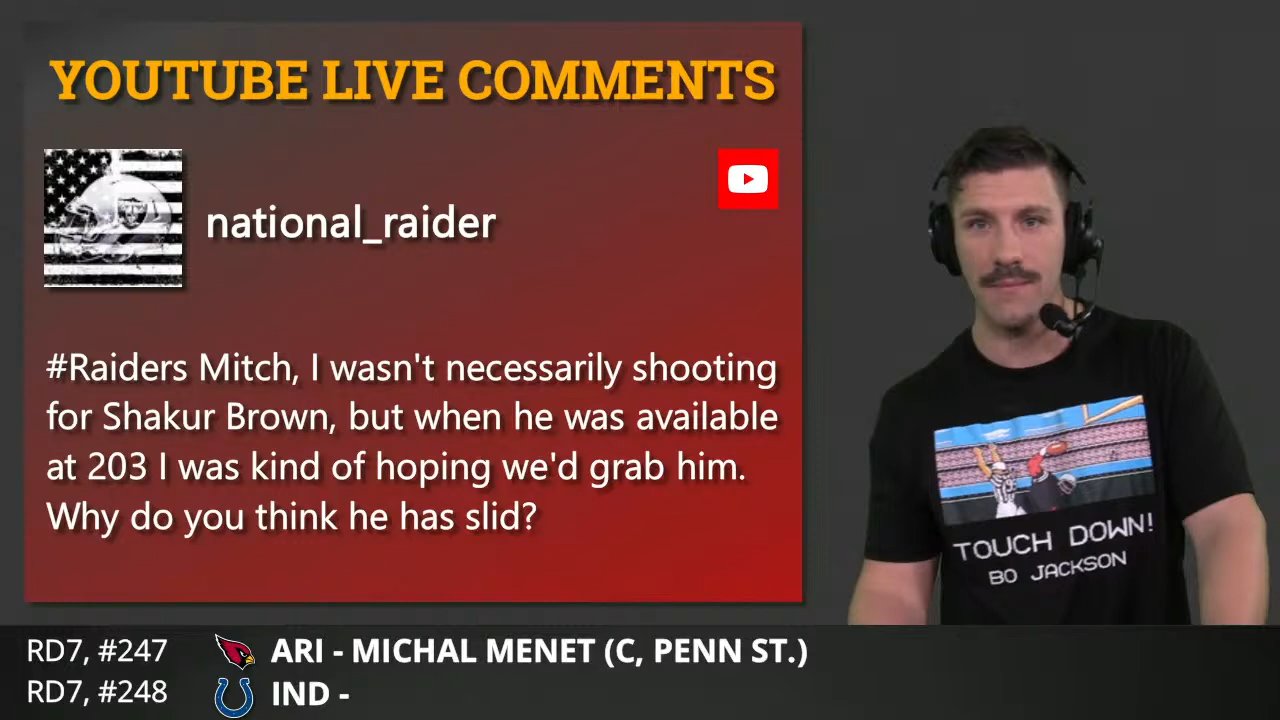 YOUTUBE LIVE COMMENTS
national_raider
#Raiders Mitch, I wasn't necessarily shooting
for Shakur Brown, but when he was available
at 203 I was kind of hoping we'd grab him.
Why do you think he has slid?
TOUCH DOWN!
BO JACKSON
RD7, #247 ARI - MICHAL MENET (C, PENN ST.)
RD7, #248 IND -